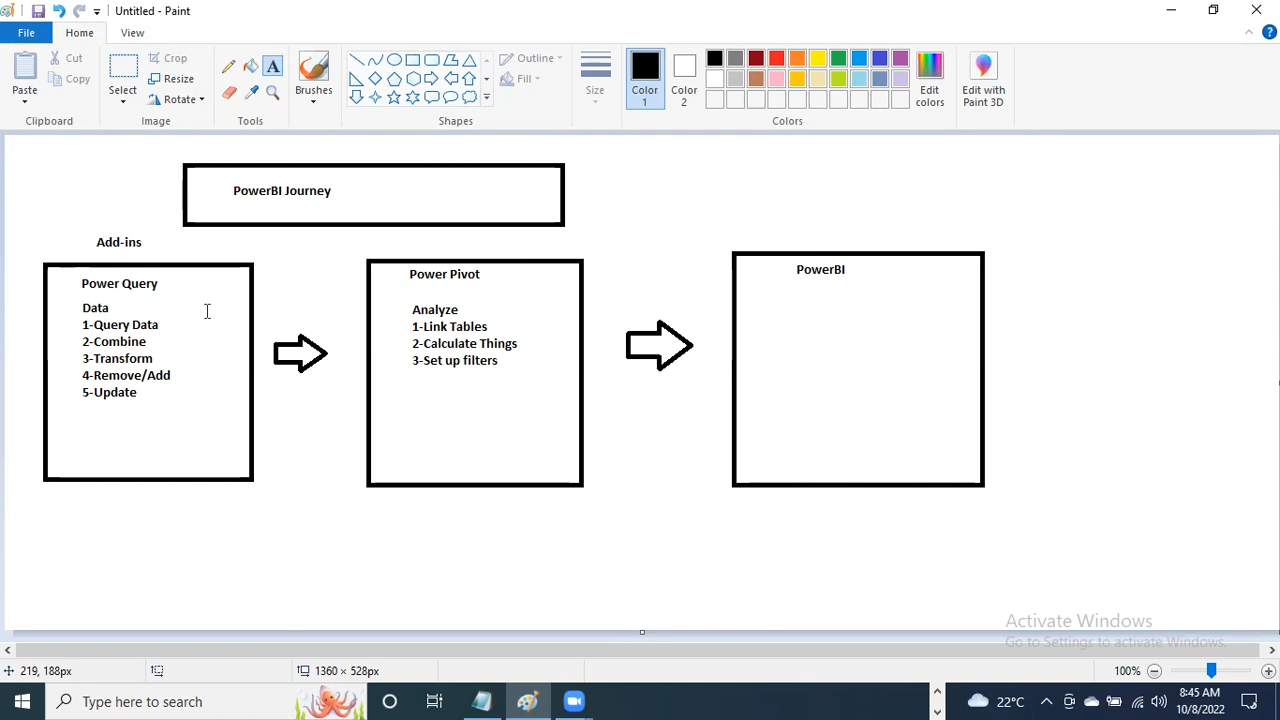 Untitled - Paint
File
Home
View
Paste
Cut
Copy
Clipboard
Select
Crop
Resize
Rotate
Image
A
Tools
Brushes
Outline
Fill
Shapes
Size
Color 1
Color 2
Edit colors
Colors
Edit with Paint 3D
PowerBI Journey
Add-ins
Power Query
Data
1-Query Data
2-Combine
3-Transform
4-Remove/Add
5-Update
Power Pivot
Analyze
1-Link Tables
2-Calculate Things
3-Set up filters
PowerBI
Activate Windows
Go to Settings to activate Windows.
219, 188px
1360 × 528px
100%
Type here to search
22°C
8:45 AM
10/8/2022